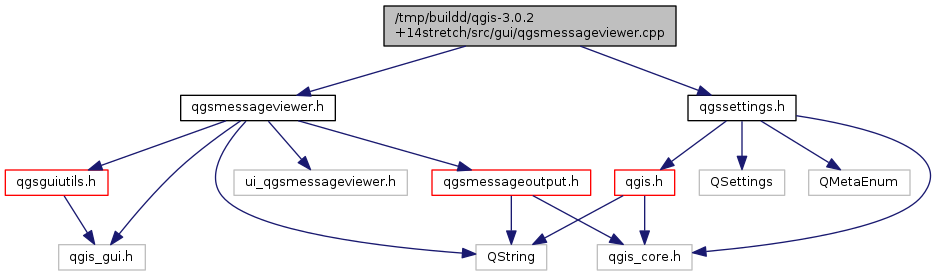 /tmp/buildd/qgis-3.0.2
+14stretch/src/gui/qgsmessageviewer.cpp
qgsmessageviewer.h
qgssettings.h
qgsguiutils.h
ui_qgsmessageviewer.h
qgsmessageoutput.h
qgis.h
QSettings
QMetaEnum
qgis_gui.h
QString
qgis_core.h